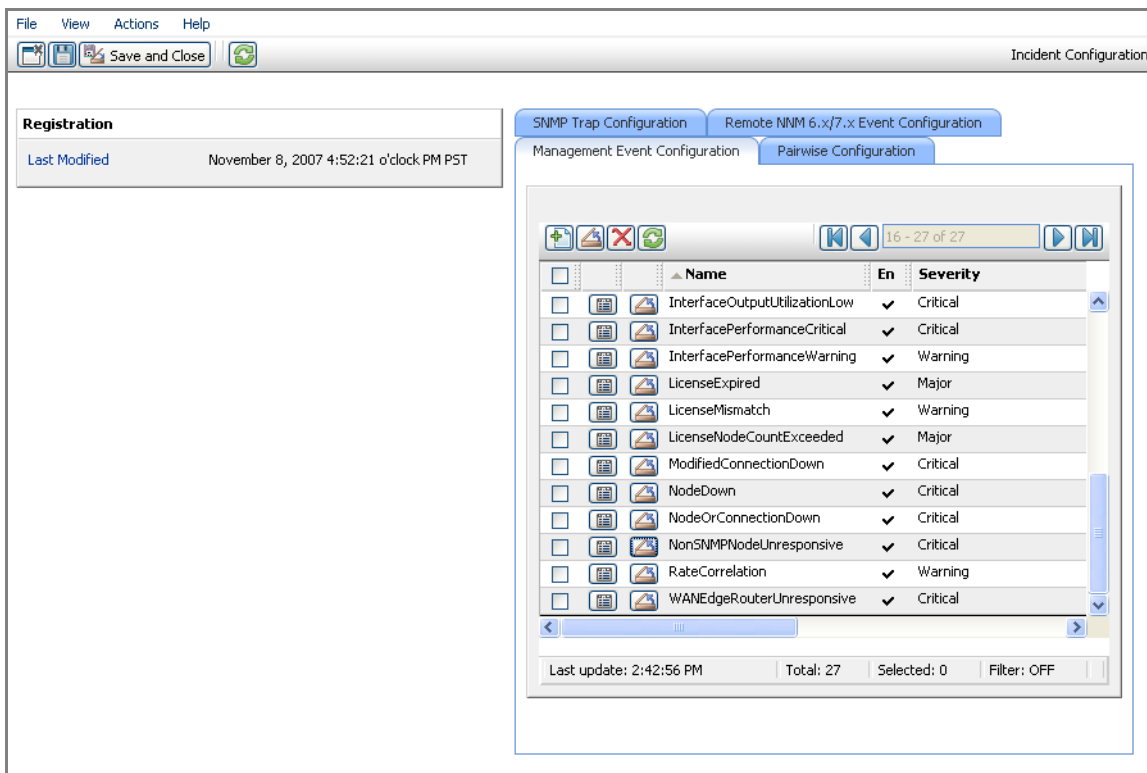 File View Actions Help
Save and Close
Incident Configuration
Registration
Last Modified November 8, 2007 4:52:21 o'clock PM PST
SNMP Trap Configuration Remote NNM 6.x/7.x Event Configuration
Management Event Configuration Pairwise Configuration
16 - 27 of 27
Name En Severity
InterfaceOutputUtilizationLow Critical
InterfacePerformanceCritical Critical
InterfacePerformanceWarning Warning
LicenseExpired Major
LicenseMismatch Warning
LicenseNodeCountExceeded Major
ModifiedConnectionDown Critical
NodeDown Critical
NodeOrConnectionDown Critical
NonSNMPNodeUnresponsive Critical
RateCorrelation Warning
WANEdgeRouterUnresponsive Critical
Last update: 2:42:56 PM Total: 27 Selected: 0 Filter: OFF